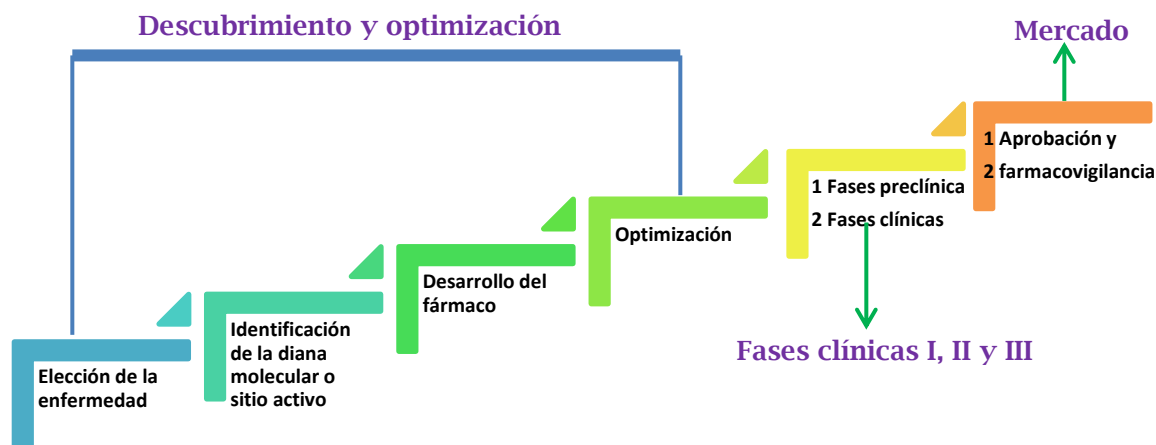 Descubrimiento y optimización
Mercado
1 Aprobación y
2 farmacovigilancia
1 Fases preclínica
2 Fases clínicas
Optimización
Desarrollo del
fármaco
Identificación
de la diana
molecular o
sitio activo
Elección de la
enfermedad
Fases clínicas I, II y III